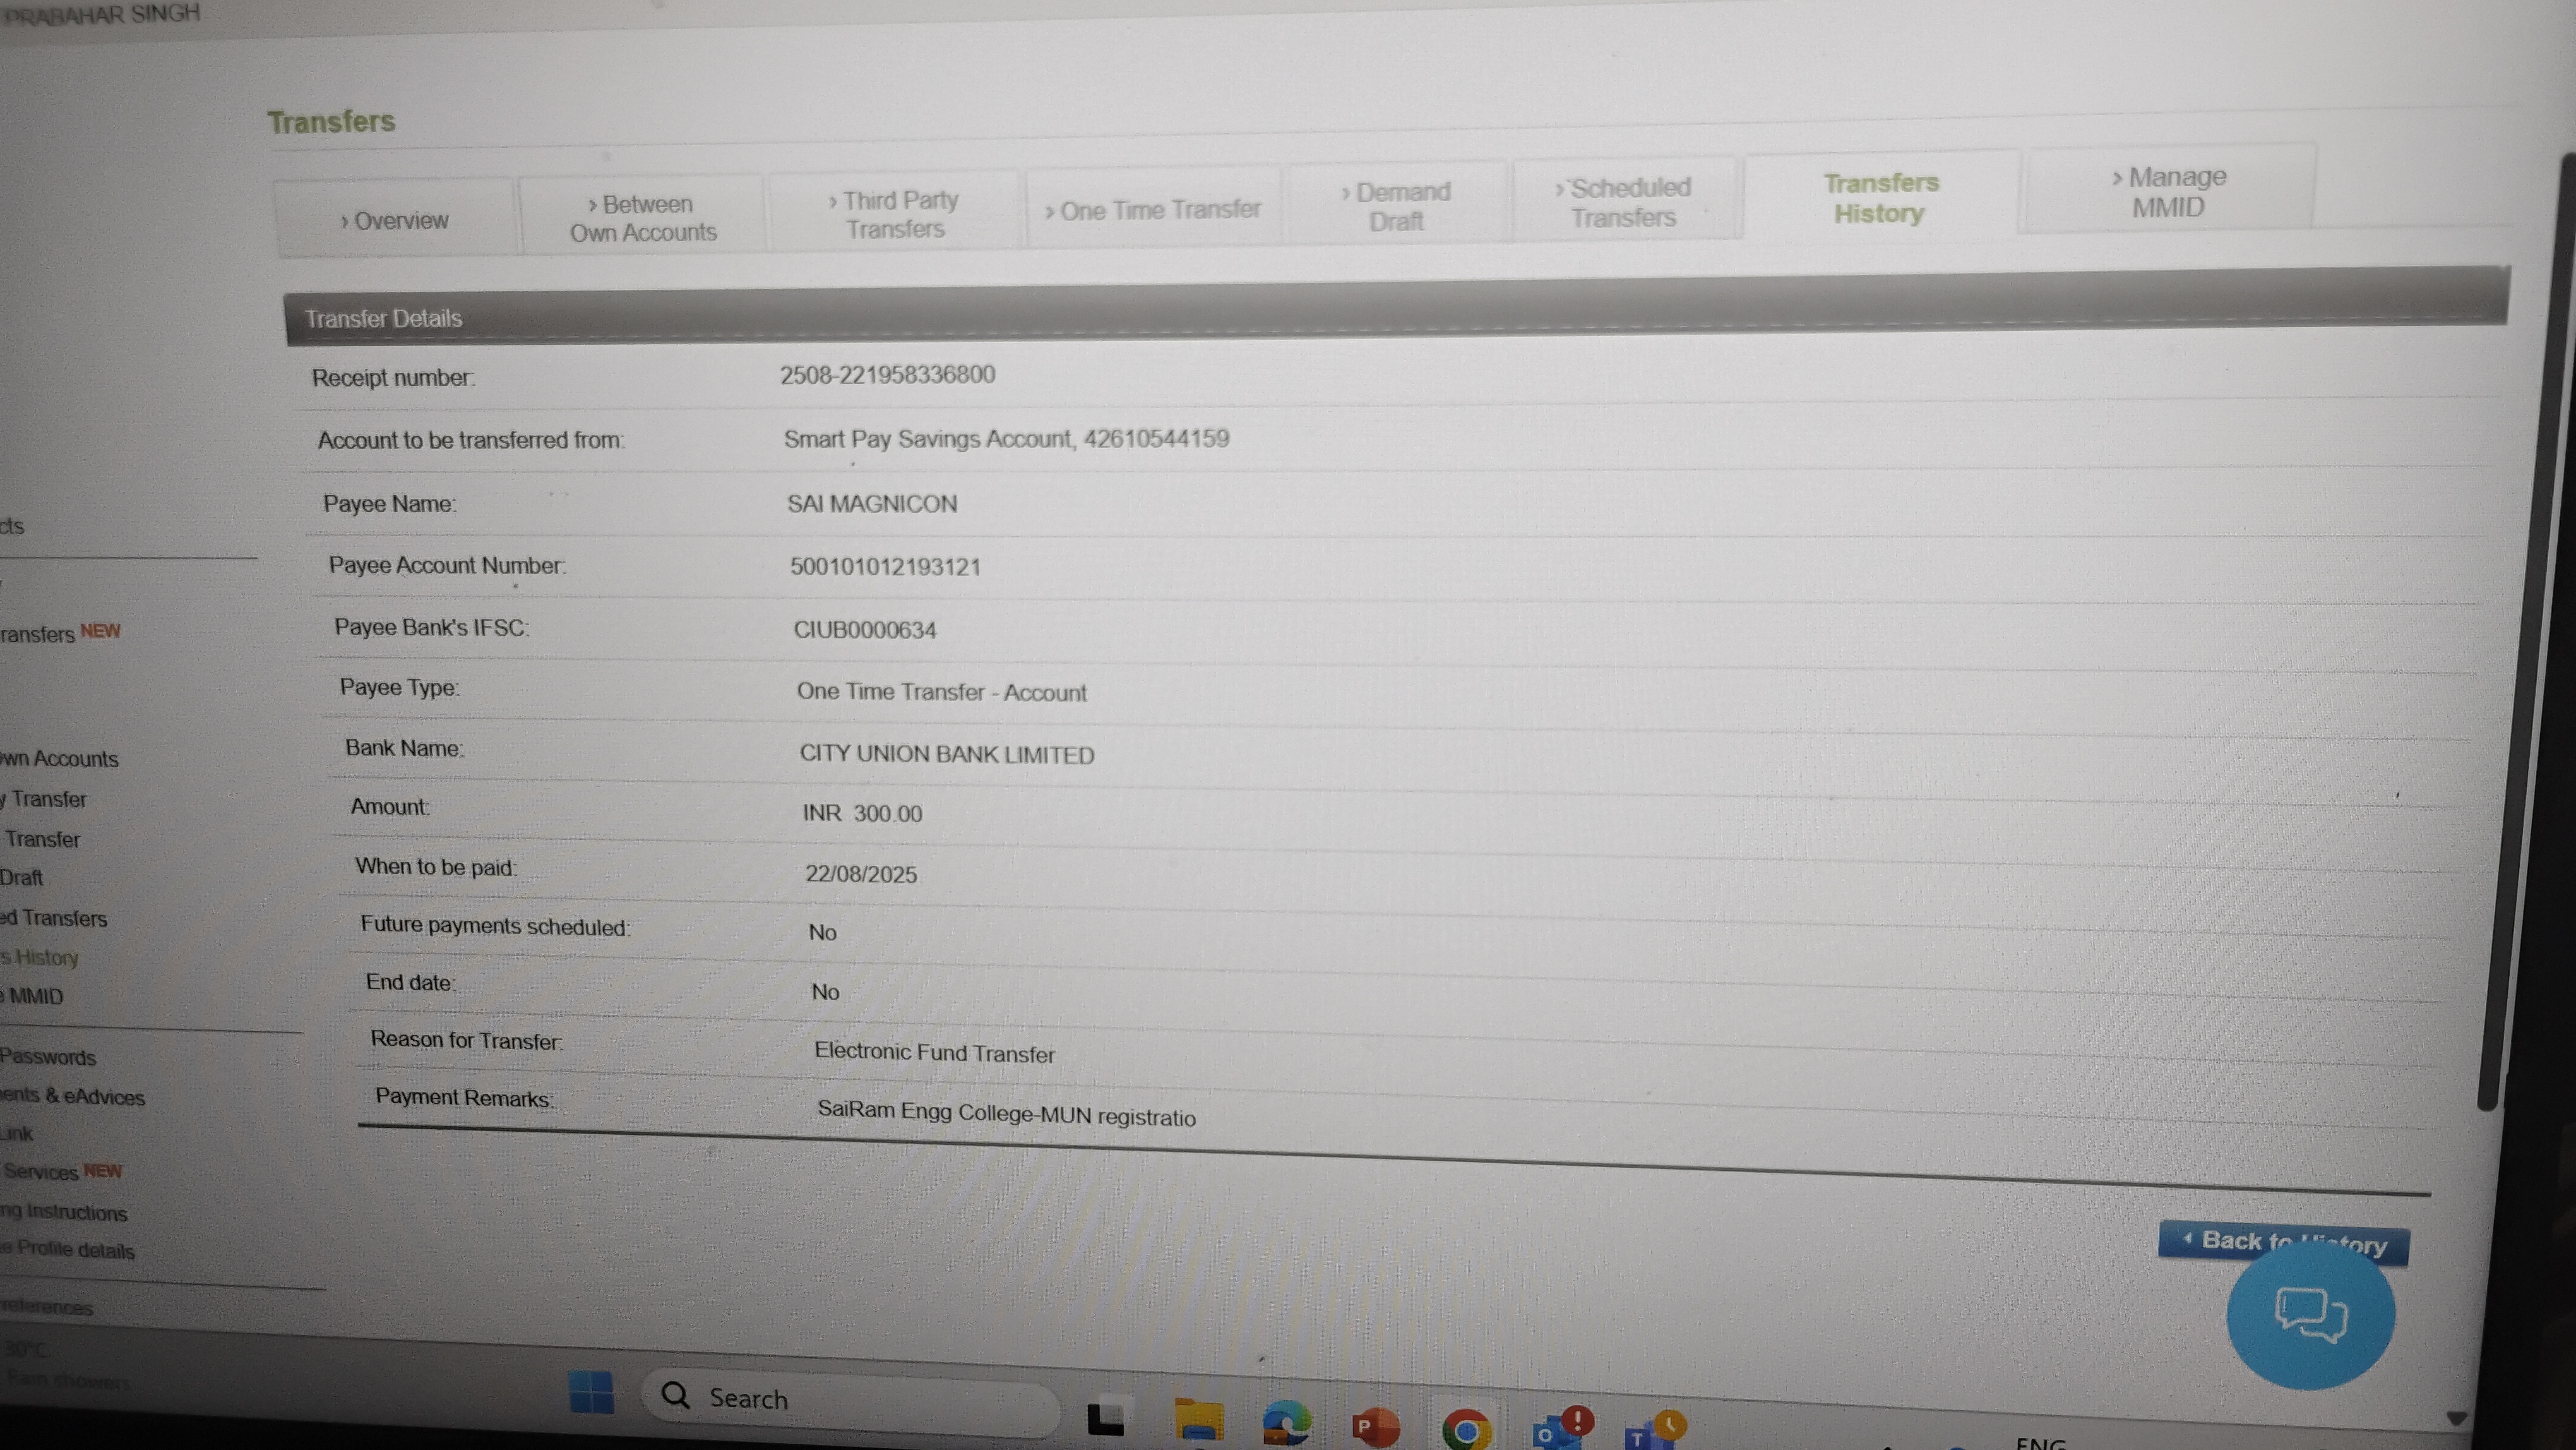 PRABAHAR SINGH
Transfers
› Overview
› Between
Own Accounts
› Third Party
Transfers
› One Time Transfer
› Demand
Draft
› Scheduled
Transfers
Transfers
History
› Manage
MMID
Transfer Details
Receipt number: 2508-221958336800
Account to be transferred from: Smart Pay Savings Account, 42610544159
Payee Name: SAI MAGNICON
Payee Account Number: 500101012193121
Payee Bank's IFSC: CIUB0000634
Payee Type: One Time Transfer - Account
Bank Name: CITY UNION BANK LIMITED
Amount: INR 300.00
When to be paid: 22/08/2025
Future payments scheduled: No
End date: No
Reason for Transfer: Electronic Fund Transfer
Payment Remarks: SaiRam Engg College-MUN registratio
cts
ransfers NEW
wn Accounts
y Transfer
Transfer
Draft
ed Transfers
s History
e MMID
Passwords
ents & eAdvices
Link
Services NEW
ng Instructions
e Profile details
references
‹ Back to History
30°C
Rain showers
Search
ENG